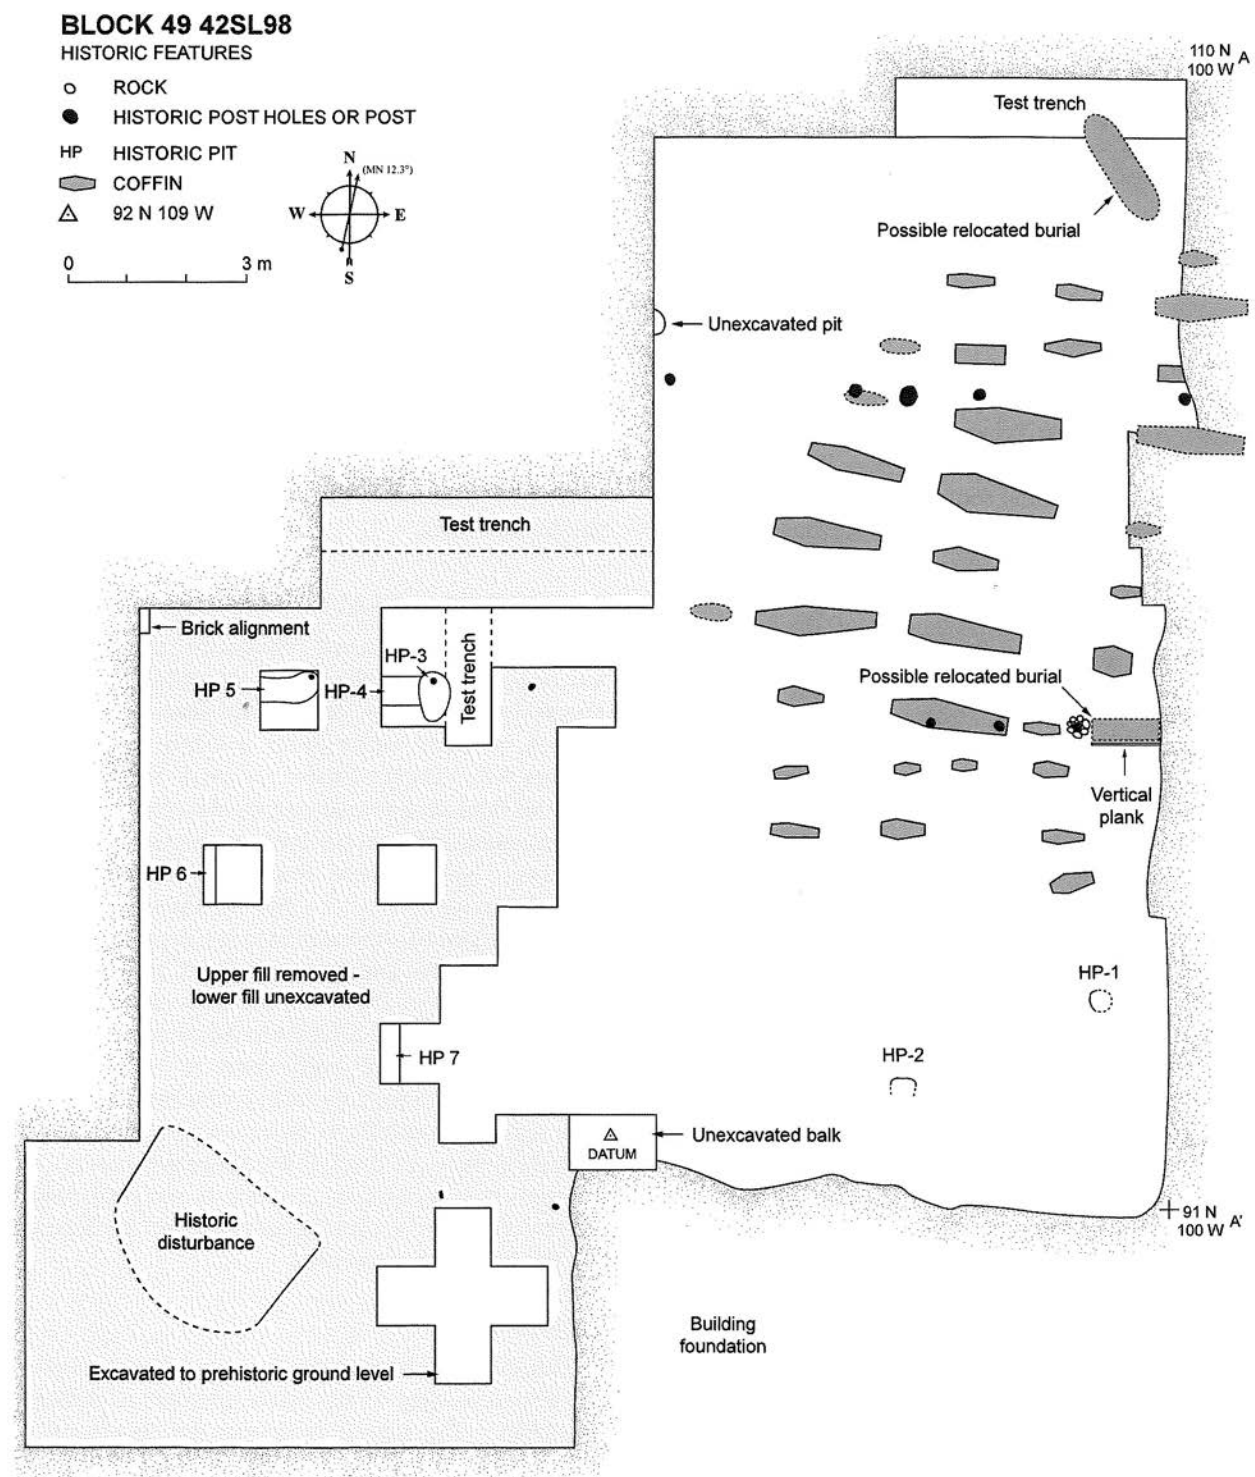 BLOCK 49 42SL98
HISTORIC FEATURES
ROCK
HISTORIC POST HOLES OR POST
HP HISTORIC PIT
COFFIN
92 N 109 W
0 3 m
N
(MN 12.3°)
W E
S
110 N
100 W A
Test trench
Possible relocated burial
Unexcavated pit
Test trench
Brick alignment
HP-3
HP 5
HP-4
Test trench
Possible relocated burial
Vertical
plank
HP 6
Upper fill removed -
lower fill unexcavated
HP-1
HP 7
HP-2
DATUM
Unexcavated balk
Historic
disturbance
91 N
100 W A'
Building
foundation
Excavated to prehistoric ground level